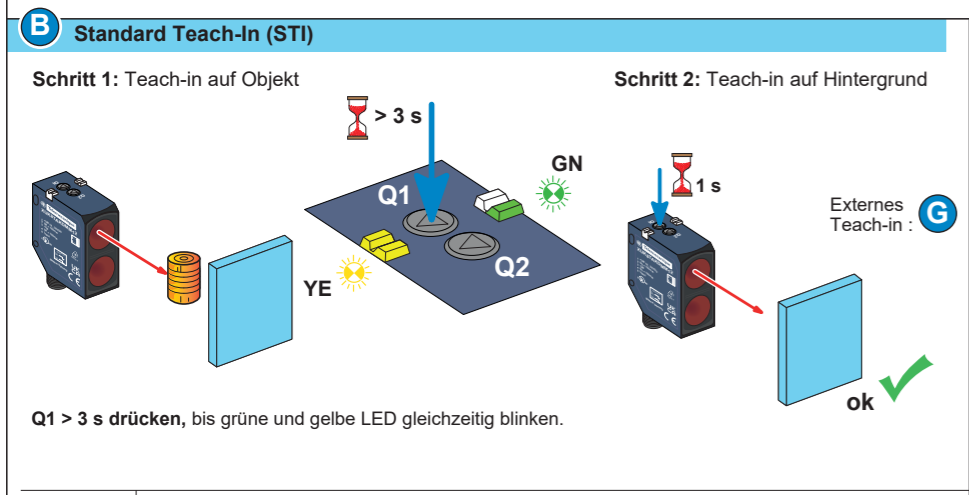 B
Standard Teach-In (STI)
Schritt 1: Teach-in auf Objekt
Schritt 2: Teach-in auf Hintergrund
> 3 s
Q1
Q2
GN
YE
1 s
Externes
Teach-in :
G
ok
Q1 > 3 s drücken, bis grüne und gelbe LED gleichzeitig blinken.